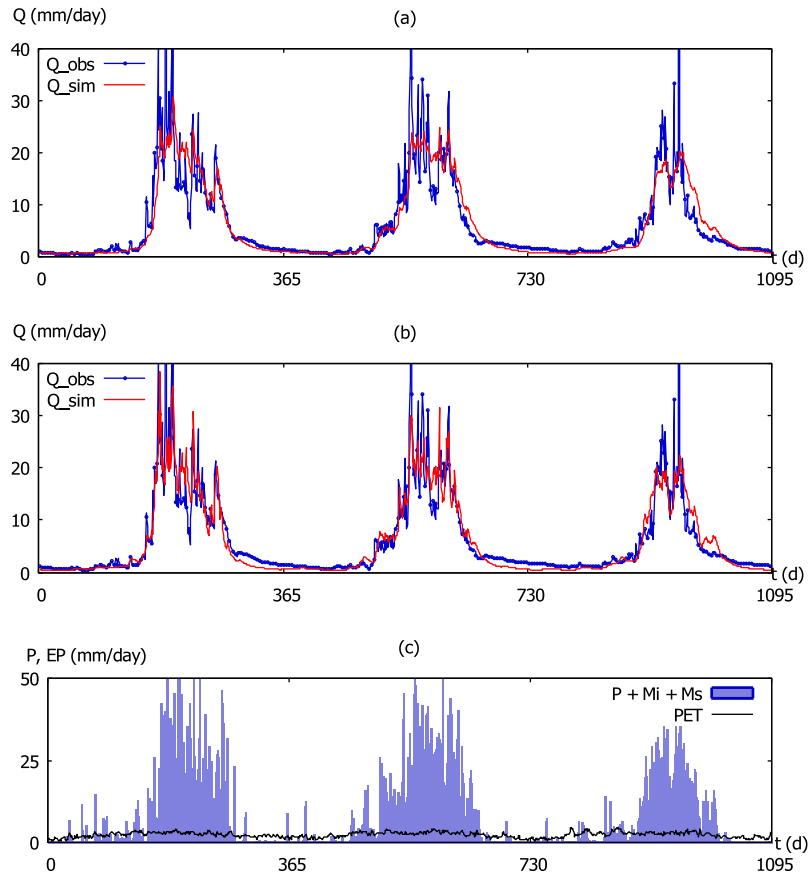 Q (mm/day)
(a)
40
30
20
10
0
Q_obs
Q_sim
0
365
730
1095
t (d)
Q (mm/day)
(b)
40
30
20
10
0
Q_obs
Q_sim
0
365
730
1095
t (d)
P, EP (mm/day)
(c)
50
25
0
P + Mi + Ms
PET
0
365
730
1095
t (d)